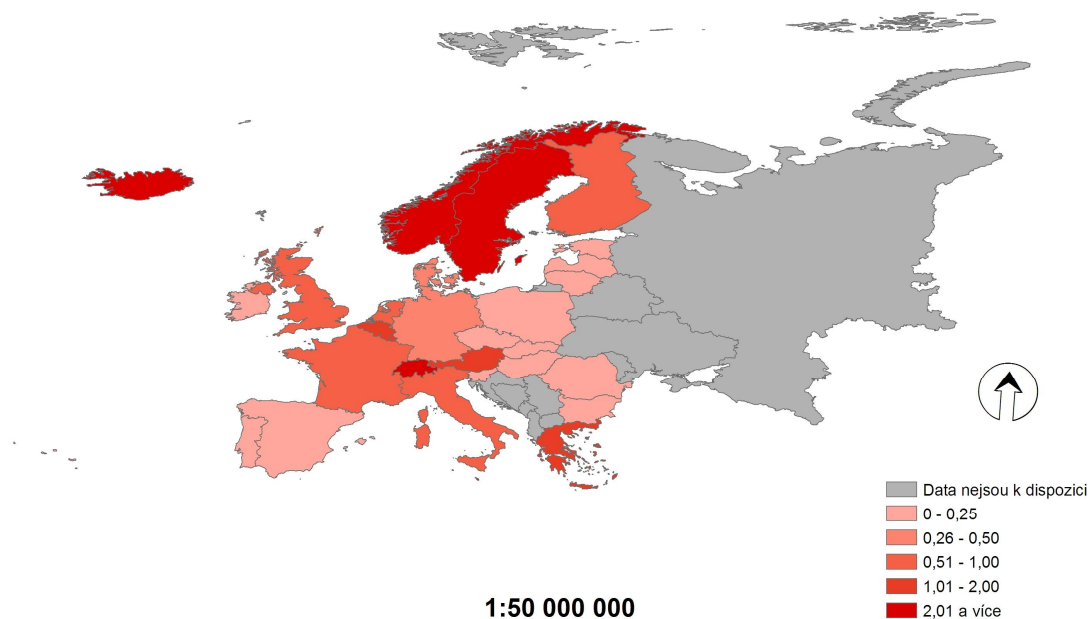 Data nejsou k dispozici
0 - 0,25
0,26 - 0,50
0,51 - 1,00
1,01 - 2,00
2,01 a více
1:50 000 000